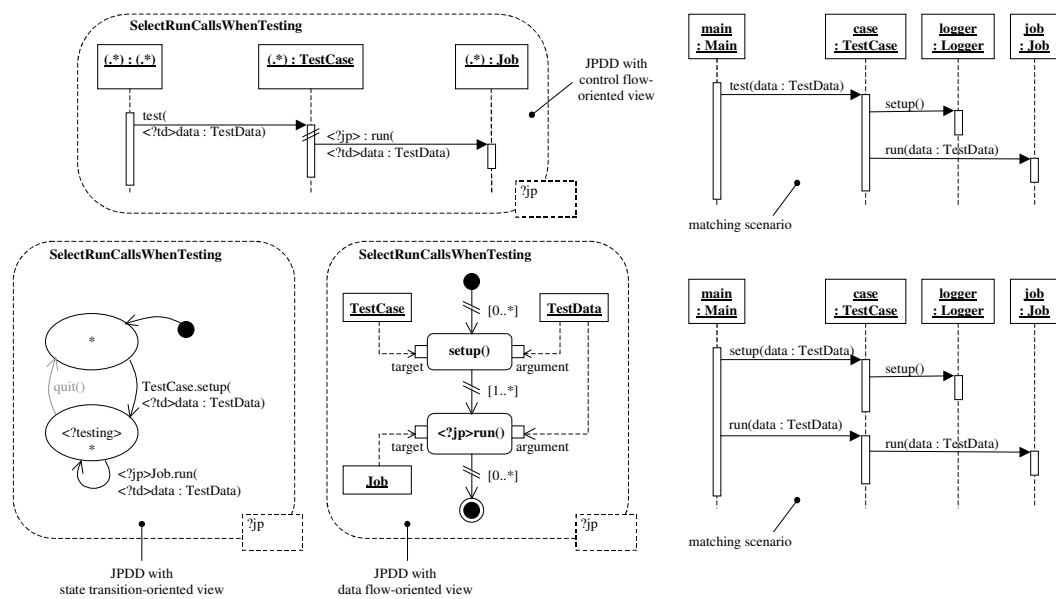 SelectRunCallsWhenTesting
(.*) : (.*)
(.*) : TestCase
(.*) : Job
test(
<?td>data : TestData)
<?jp> : run(
<?td>data : TestData)
?jp
JPDD with
control flow-
oriented view
main
: Main
case
: TestCase
logger
: Logger
job
: Job
test(data : TestData)
setup()
run(data : TestData)
matching scenario
SelectRunCallsWhenTesting
*
quit()
TestCase.setup(
<?td>data : TestData)
<?testing>
*
<?jp>Job.run(
<?td>data : TestData)
?jp
JPDD with
state transition-oriented view
SelectRunCallsWhenTesting
[0..*]
TestCase
TestData
setup()
target
argument
[1..*]
<?jp>run()
target
argument
Job
[0..*]
?jp
JPDD with
data flow-oriented view
main
: Main
case
: TestCase
logger
: Logger
job
: Job
setup(data : TestData)
setup()
run(data : TestData)
run(data : TestData)
matching scenario